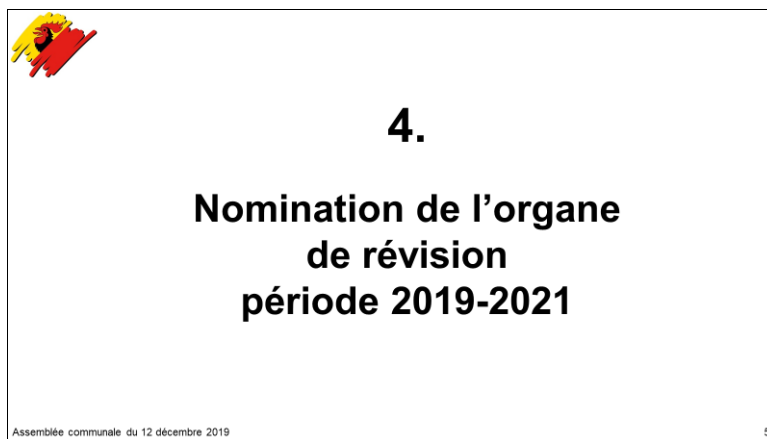 4.
Nomination de l’organe
de révision
période 2019-2021
Assemblée communale du 12 décembre 2019
5